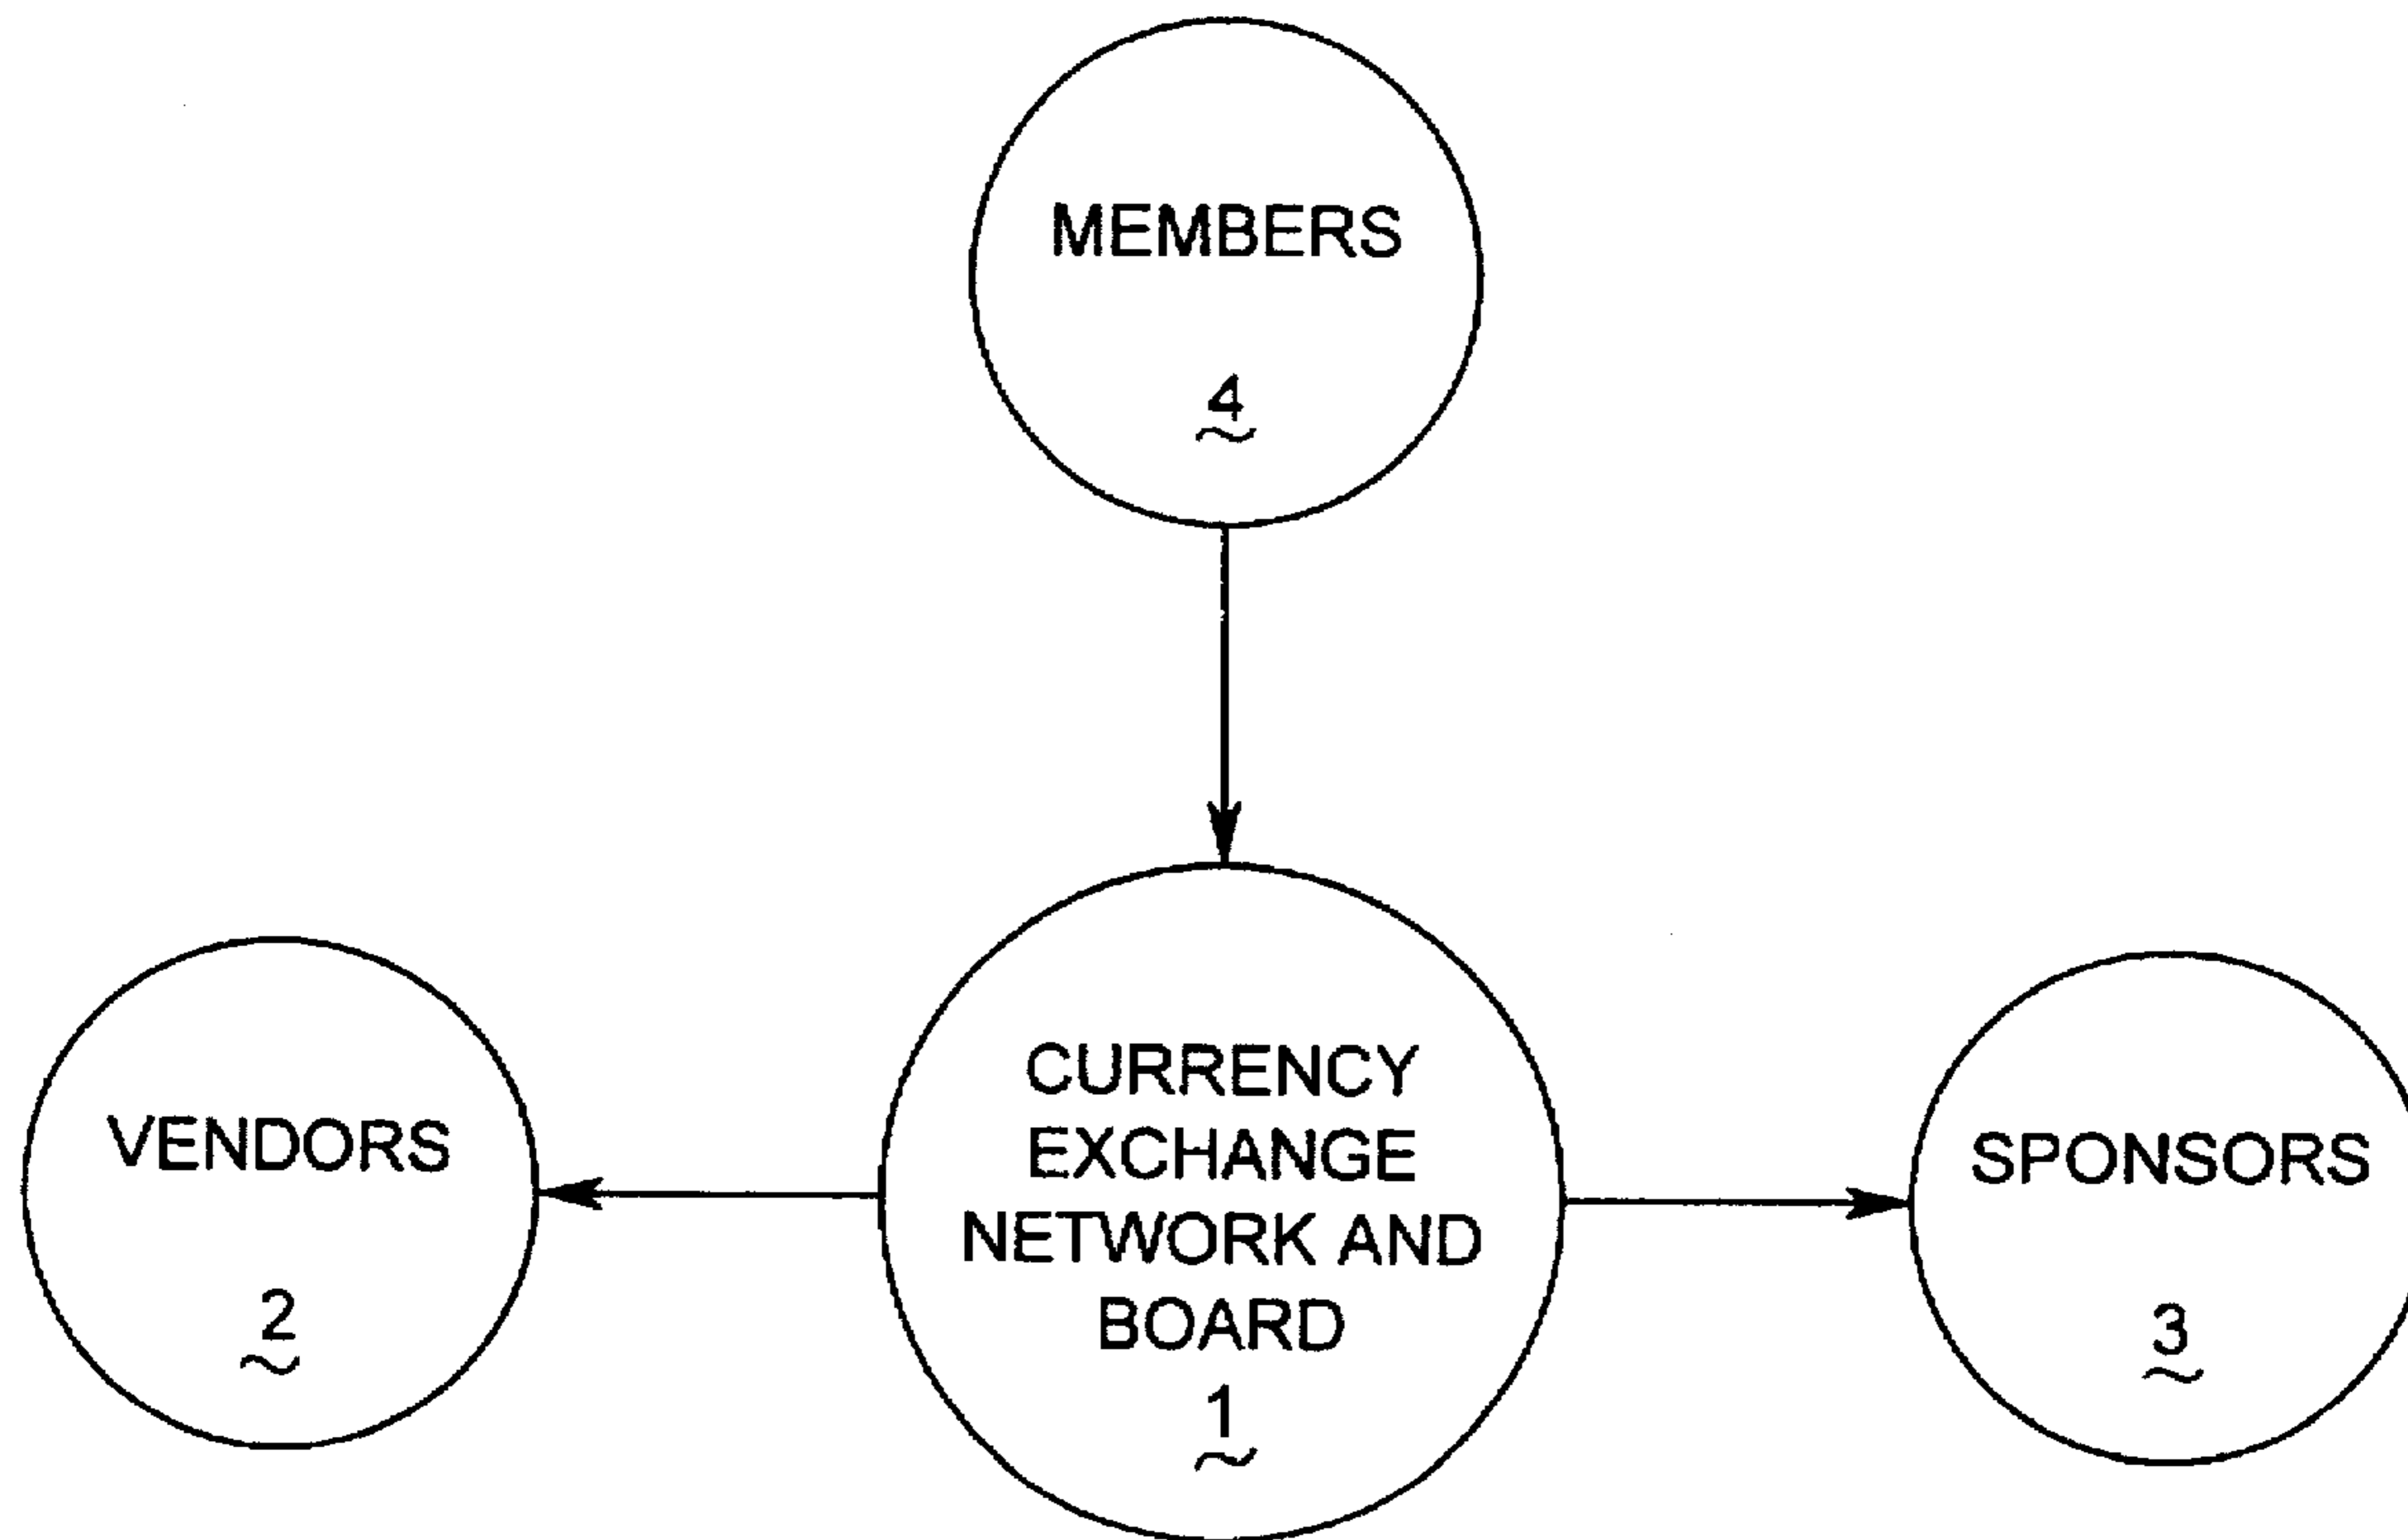 MEMBERS
4
VENDORS
2
CURRENCY
EXCHANGE
NETWORK AND
BOARD
1
SPONSORS
3